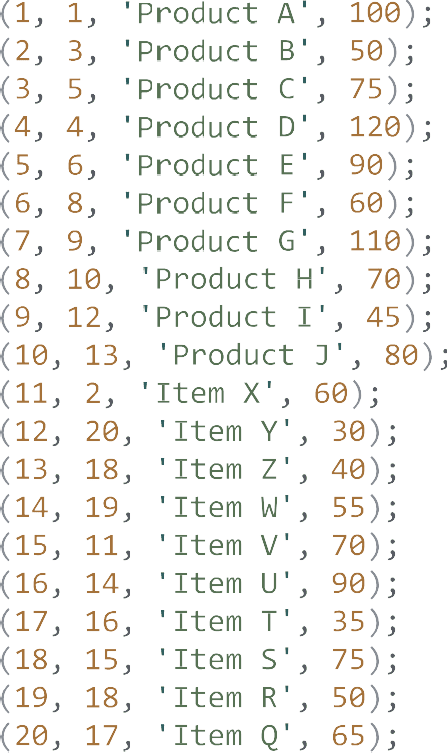 (1, 1, 'Product A', 100);
(2, 3, 'Product B', 50);
(3, 5, 'Product C', 75);
(4, 4, 'Product D', 120);
(5, 6, 'Product E', 90);
(6, 8, 'Product F', 60);
(7, 9, 'Product G', 110);
(8, 10, 'Product H', 70);
(9, 12, 'Product I', 45);
(10, 13, 'Product J', 80);
(11, 2, 'Item X', 60);
(12, 20, 'Item Y', 30);
(13, 18, 'Item Z', 40);
(14, 19, 'Item W', 55);
(15, 11, 'Item V', 70);
(16, 14, 'Item U', 90);
(17, 16, 'Item T', 35);
(18, 15, 'Item S', 75);
(19, 18, 'Item R', 50);
(20, 17, 'Item Q', 65);